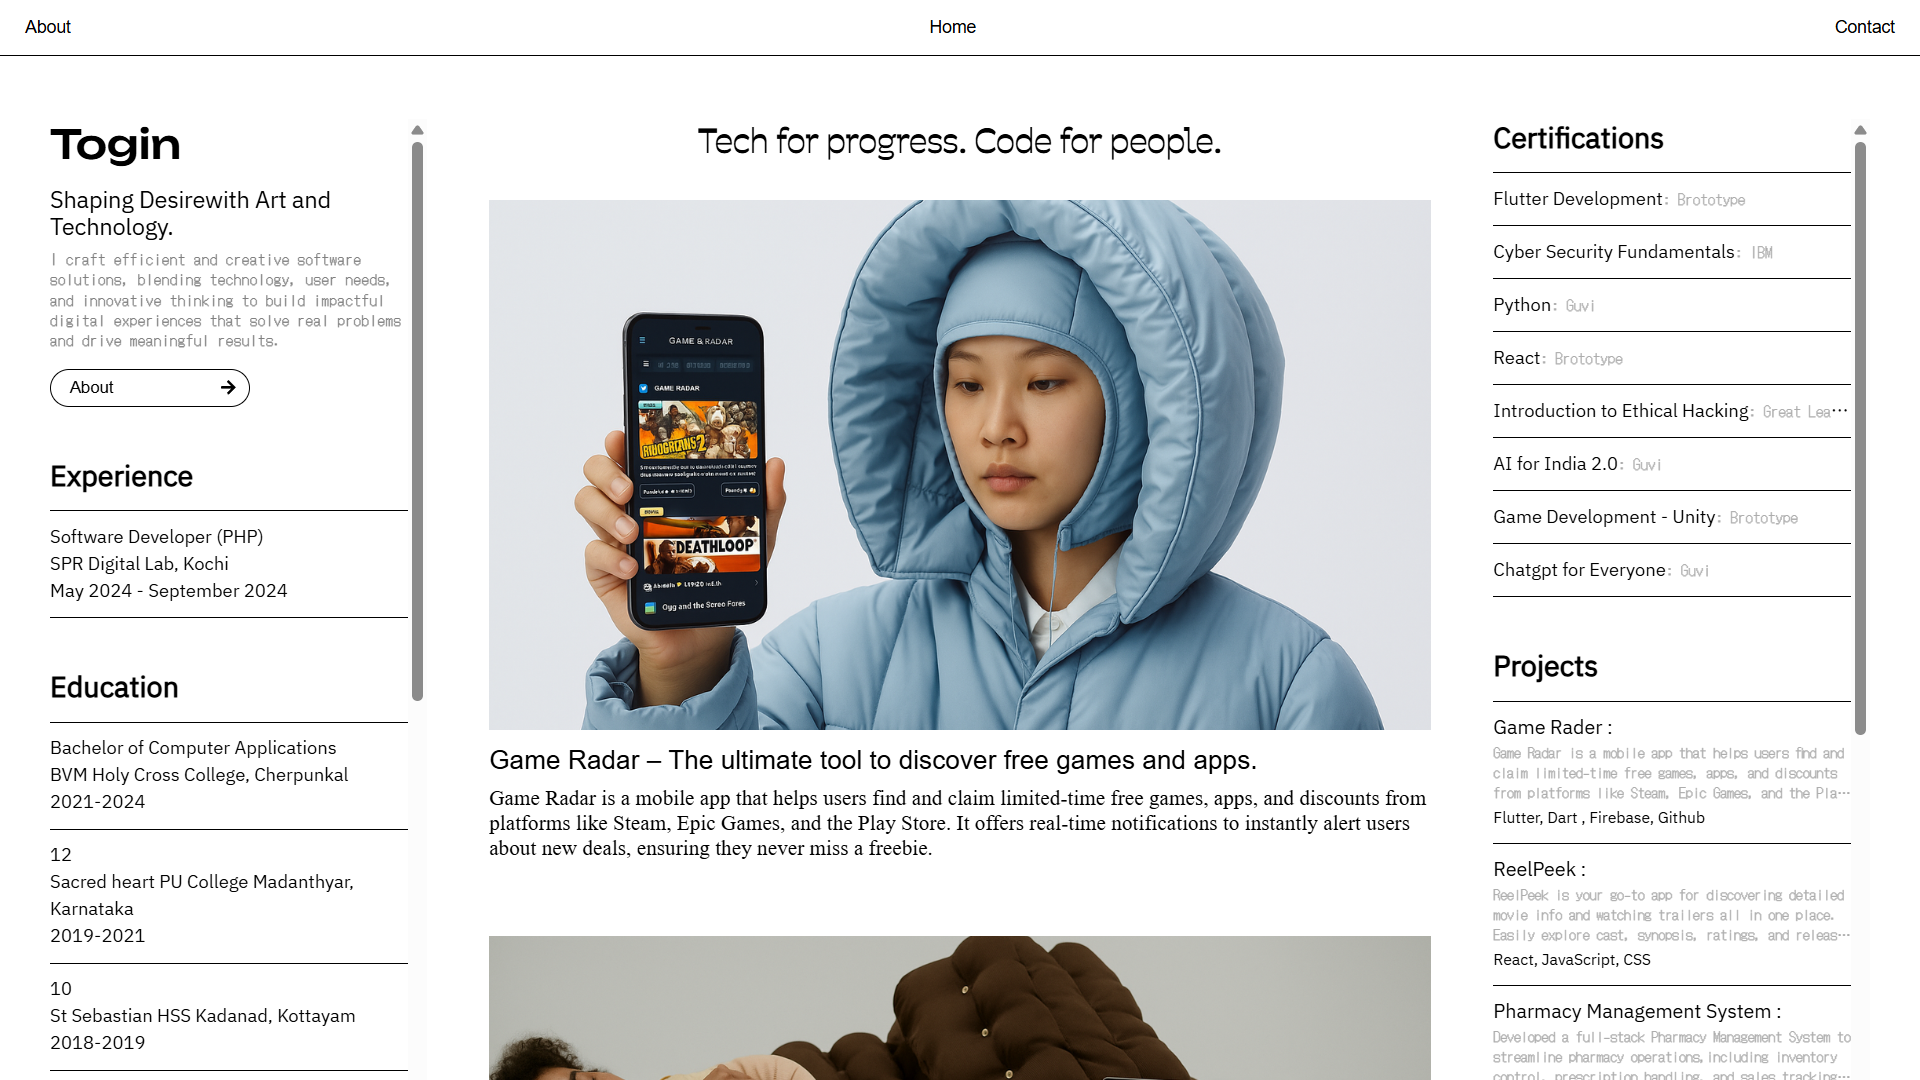 About
Home
Contact
Togin
Shaping Desirewith Art and
Technology.
I craft efficient and creative software
solutions, blending technology, user needs,
and innovative thinking to build impactful
digital experiences that solve real problems
and drive meaningful results.
About
Experience
Software Developer (PHP)
SPR Digital Lab, Kochi
May 2024 - September 2024
Education
Bachelor of Computer Applications
BVM Holy Cross College, Cherpunkal
2021-2024
12
Sacred heart PU College Madanthyar,
Karnataka
2019-2021
10
St Sebastian HSS Kadanad, Kottayam
2018-2019
Tech for progress. Code for people.
GAME & RADAR
GAME RADAR
DEATHLOOP
Oyg and the Screo Fores
Game Radar – The ultimate tool to discover free games and apps.
Game Radar is a mobile app that helps users find and claim limited-time free games, apps, and discounts from
platforms like Steam, Epic Games, and the Play Store. It offers real-time notifications to instantly alert users
about new deals, ensuring they never miss a freebie.
Certifications
Flutter Development: Brototype
Cyber Security Fundamentals: IBM
Python: Guvi
React: Brototype
Introduction to Ethical Hacking: Great Lea...
AI for India 2.0: Guvi
Game Development - Unity: Brototype
Chatgpt for Everyone: Guvi
Projects
Game Rader :
Game Radar is a mobile app that helps users find and
claim limited-time free games, apps, and discounts
from platforms like Steam, Epic Games, and the Pla...
Flutter, Dart , Firebase, Github
ReelPeek :
ReelPeek is your go-to app for discovering detailed
movie info and watching trailers all in one place.
Easily explore cast, synopsis, ratings, and releas...
React, JavaScript, CSS
Pharmacy Management System :
Developed a full-stack Pharmacy Management System to
streamline pharmacy operations,including inventory
control, prescription handling, and sales tracking...